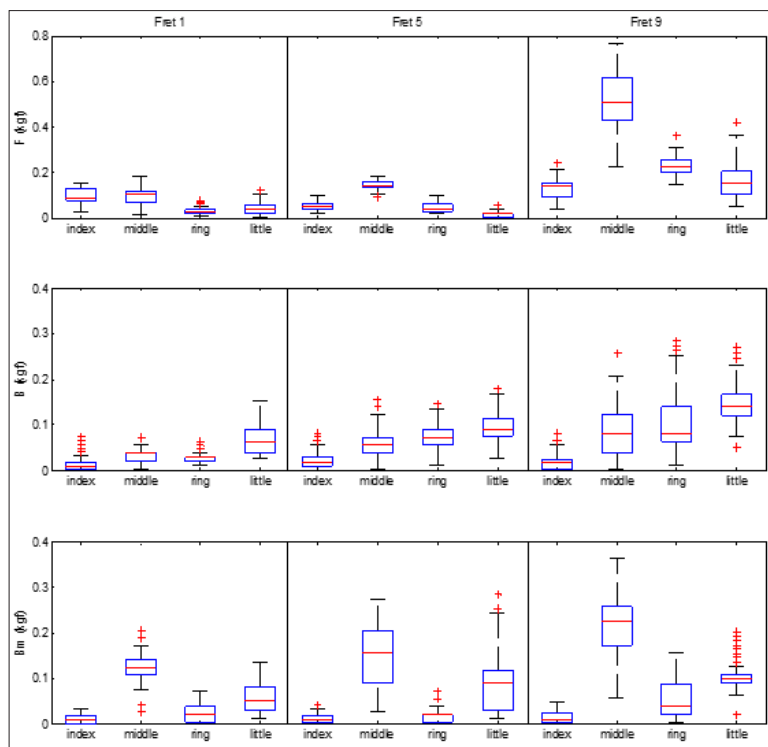 Fret 1 Fret 5 Fret 9
0.8
0.6
0.4
0.2
0
F (kgf)
index middle ring little index middle ring little index middle ring little
0.4
0.3
0.2
0.1
0
B (kgf)
index middle ring little index middle ring little index middle ring little
0.4
0.3
0.2
0.1
0
Bm (kgf)
index middle ring little index middle ring little index middle ring little